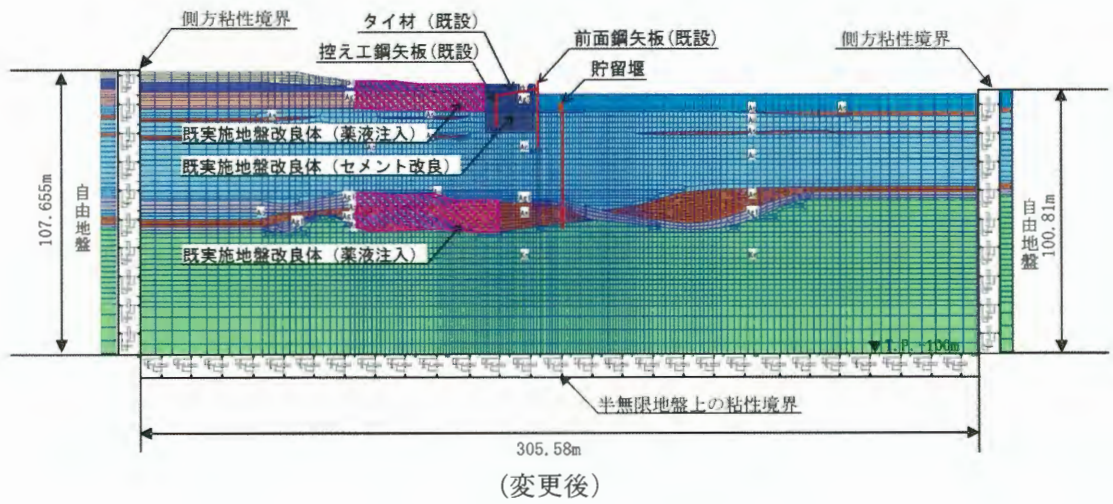 側方粘性境界
タイ材（既設）
控え工鋼矢板(既設)
前面鋼矢板(既設)
貯留堰
側方粘性境界
既実施地盤改良体（薬液注入）
既実施地盤改良体（セメント改良）
既実施地盤改良体（薬液注入）
107.655m
自由地盤
自由地盤
100.81m
▼T.P.-100m
半無限地盤上の粘性境界
305.58m
(変更後)